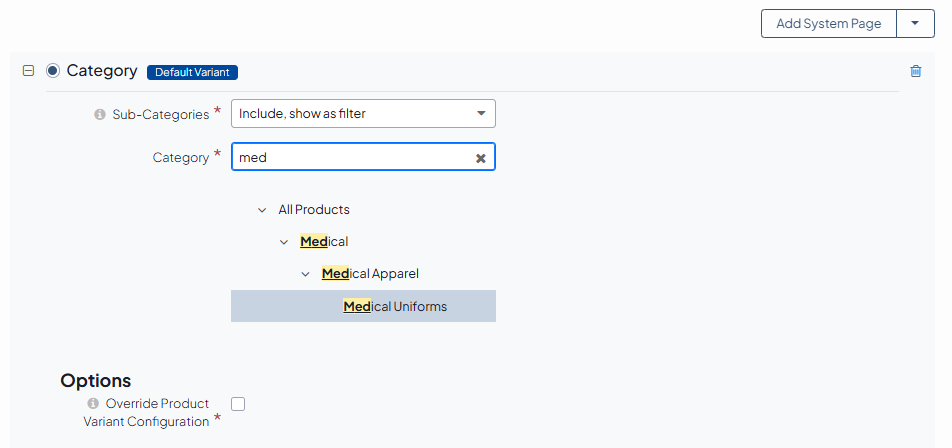 Add System Page
Category Default Variant
Sub-Categories * Include, show as filter
Category * med
All Products
Medical
Medical Apparel
Medical Uniforms
Options
Override Product
Variant Configuration *